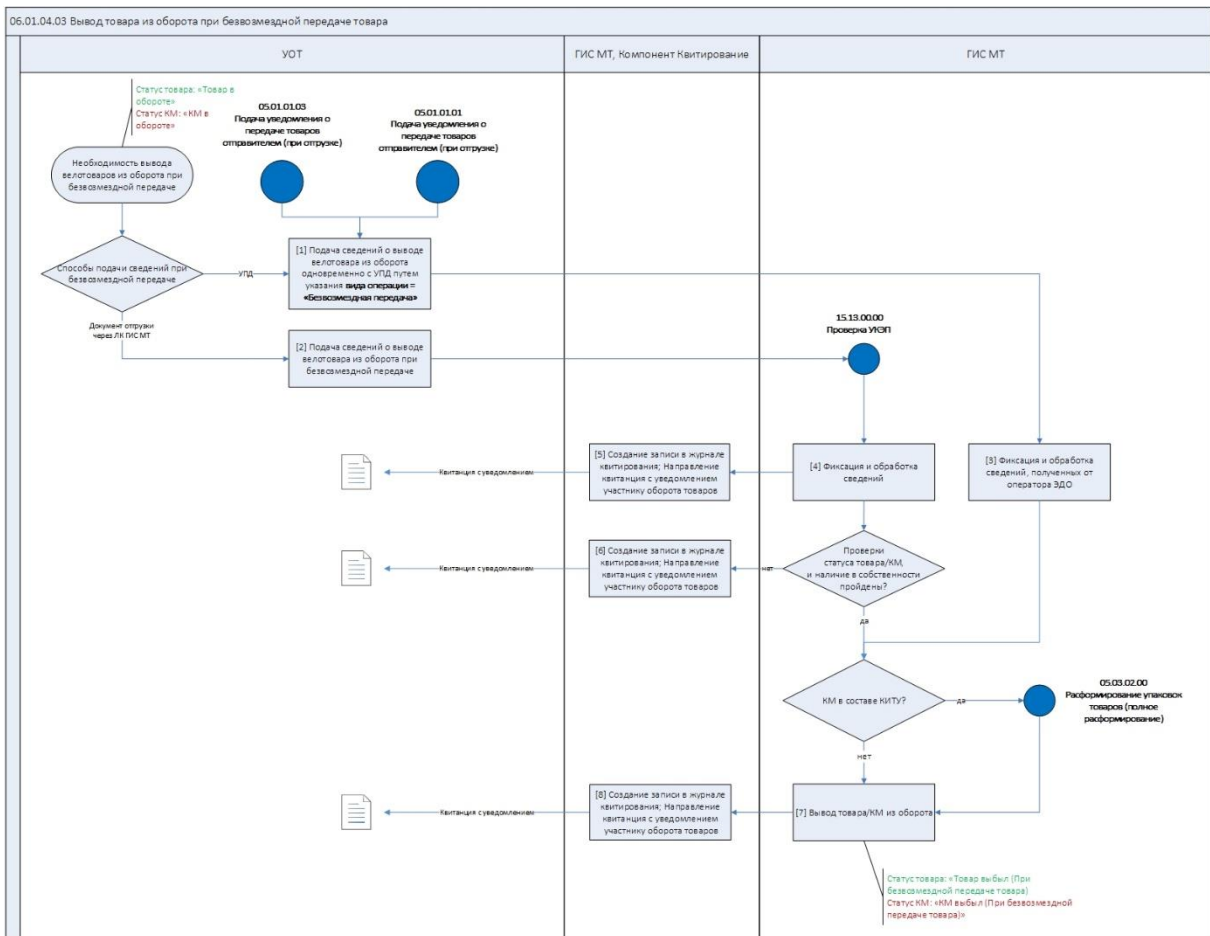 06.01.04.03 Вывод товара из оборота при безвозмездной передаче товара
УОТ
ГИС МТ, Компонент Квитирование
ГИС МТ
Статус товара: «Товар в
обороте»
Статус КМ: «КМ в
обороте»
05.01.01.03
Подача уведомления о
передаче товаров
отправителем (при отгрузке)
05.01.01.01
Подача уведомления о
передаче товаров
отправителем (при отгрузке)
Необходимость вывода
велотоваров из оборота при
безвозмездной передаче
Способы подачи сведений при
безвозмездной передаче
УПД
[1] Подача сведений о выводе
велотовара из оборота
одновременно с УПД путем
указания вида операции =
«Безвозмездная передача»
Документ отгрузки
через ЛК ГИС МТ
[2] Подача сведений о выводе
велотовара из оборота при
безвозмездной передаче
15.13.00.00
Проверка УКЭП
Квитанция с уведомлением
[5] Создание записи в журнале
квитирования; Направление
квитанция с уведомлением
участнику оборота товаров
[4] Фиксация и обработка
сведений
[3] Фиксация и обработка
сведений, полученных от
оператора ЭДО
Квитанция с уведомлением
[6] Создание записи в журнале
квитирования; Направление
квитанция с уведомлением
участнику оборота товаров
нет
Проверки
статуса товара/КМ,
и наличие в собственности
пройдены?
да
КМ в составе КИТУ?
да
05.03.02.00
Расформирование упаковок
товаров (полное
расформирование)
нет
Квитанция с уведомлением
[8] Создание записи в журнале
квитирования; Направление
квитанция с уведомлением
участнику оборота товаров
[7] Вывод товара/КМ из оборота
Статус товара: «Товар выбыл (При
безвозмездной передаче товара)
Статус КМ: «КМ выбыл (При безвозмездной
передаче товара)»